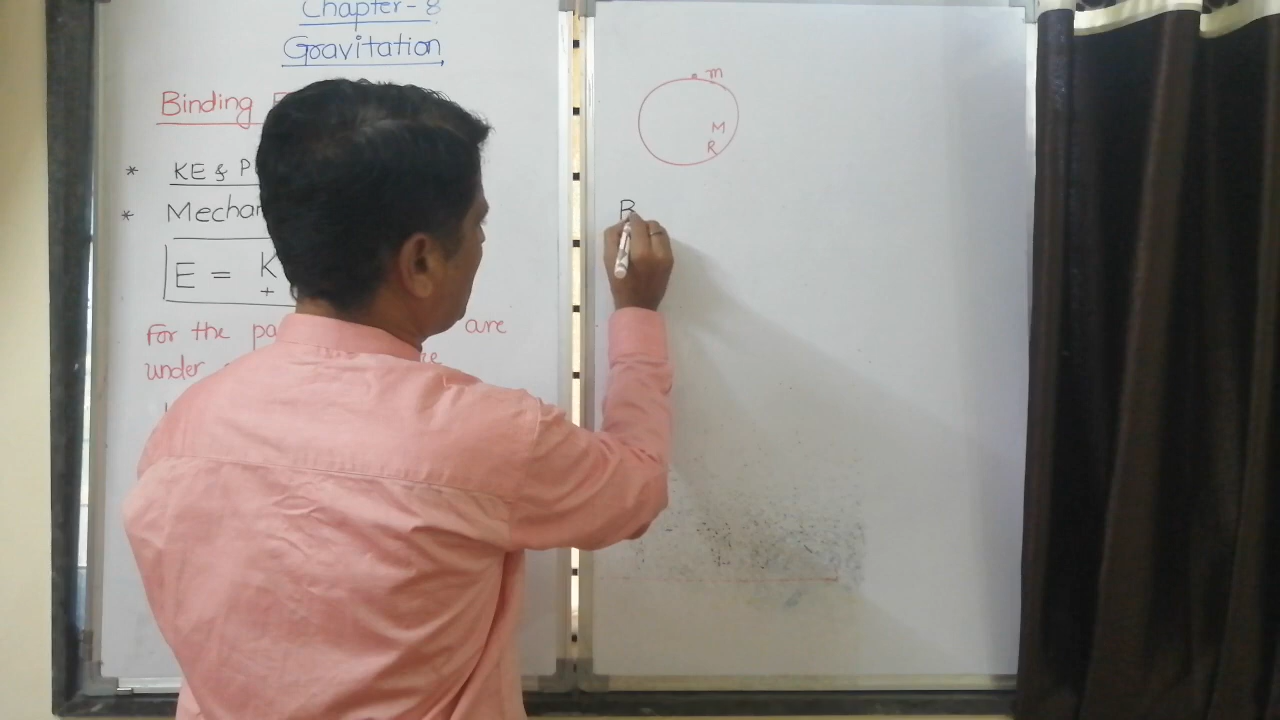 Chapter-8
Gravitation
Binding
* KE & P
* Mechan
E = K
+
For the pa
are
under
m
M
R
B